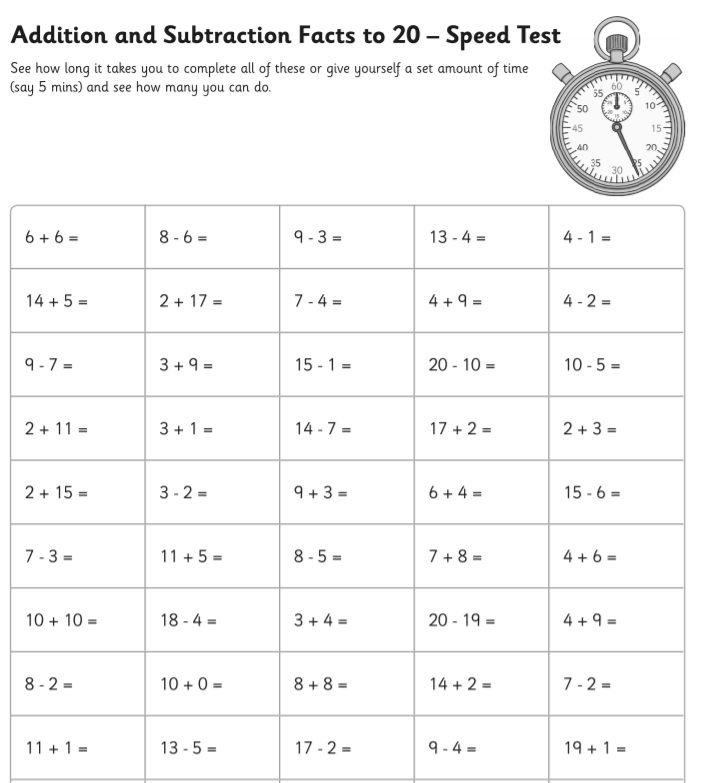 Addition and Subtraction Facts to 20 – Speed Test
See how long it takes you to complete all of these or give yourself a set amount of time
(say 5 mins) and see how many you can do.
60
55 5
50 10
45 15
40 20
35 25
30
6 + 6 = 8 - 6 = 9 - 3 = 13 - 4 = 4 - 1 =
14 + 5 = 2 + 17 = 7 - 4 = 4 + 9 = 4 - 2 =
9 - 7 = 3 + 9 = 15 - 1 = 20 - 10 = 10 - 5 =
2 + 11 = 3 + 1 = 14 - 7 = 17 + 2 = 2 + 3 =
2 + 15 = 3 - 2 = 9 + 3 = 6 + 4 = 15 - 6 =
7 - 3 = 11 + 5 = 8 - 5 = 7 + 8 = 4 + 6 =
10 + 10 = 18 - 4 = 3 + 4 = 20 - 19 = 4 + 9 =
8 - 2 = 10 + 0 = 8 + 8 = 14 + 2 = 7 - 2 =
11 + 1 = 13 - 5 = 17 - 2 = 9 - 4 = 19 + 1 =